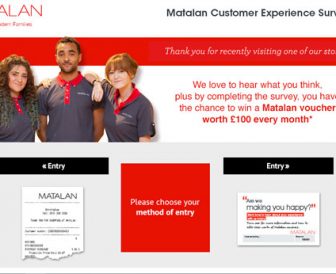 MATALAN
Modern Families
Matalan Customer Experience Surv
Thank you for recently visiting one of our sto
We love to hear what you think,
plus by completing the survey, you have
the chance to win a Matalan voucher
worth £100 every month*
« Entry
Please choose your
method of entry
Entry »
MATALAN
Are we
making you happy?